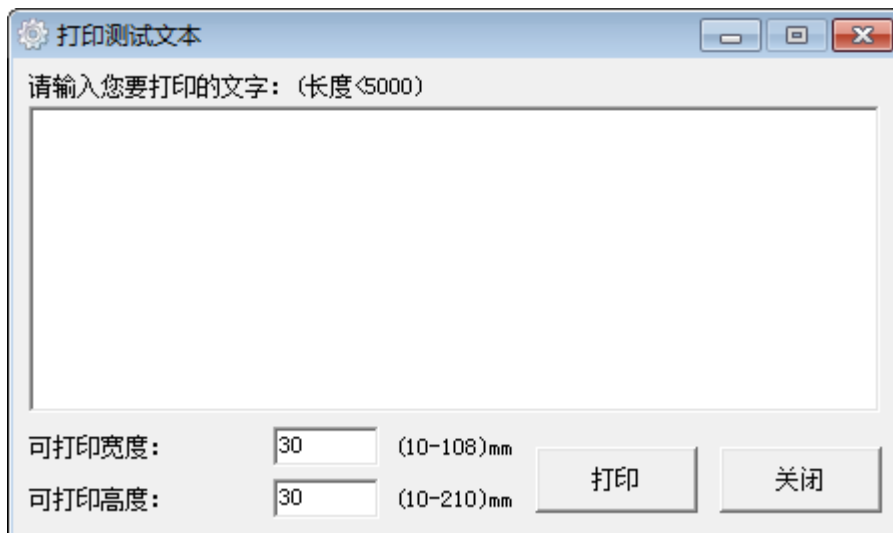 打印测试文本
请输入您要打印的文字：(长度<5000)
可打印宽度： 30 (10-108)mm
可打印高度： 30 (10-210)mm
打印 关闭